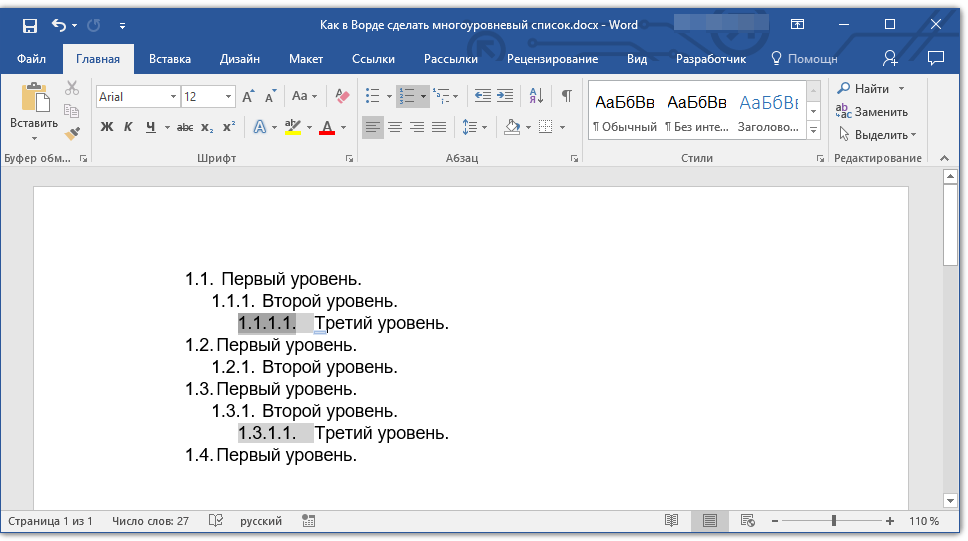 Как в Ворде сделать многоуровневый список.docx - Word
Файл Главная Вставка Дизайн Макет Ссылки Рассылки Рецензирование Вид Разработчик Помощн
Вставить
Arial 12
Aa
Ж К Ч abc x₂ x²
A aby A
АаБбВв АаБбВв АаБбВı
¶ Обычный ¶ Без инте... Заголово...
Найти
Заменить
Выделить
Буфер обм... Шрифт Абзац Стили Редактирование
1.1. Первый уровень.
1.1.1. Второй уровень.
1.1.1.1. Третий уровень.
1.2. Первый уровень.
1.2.1. Второй уровень.
1.3. Первый уровень.
1.3.1. Второй уровень.
1.3.1.1. Третий уровень.
1.4. Первый уровень.
Страница 1 из 1 Число слов: 27 русский 110 %